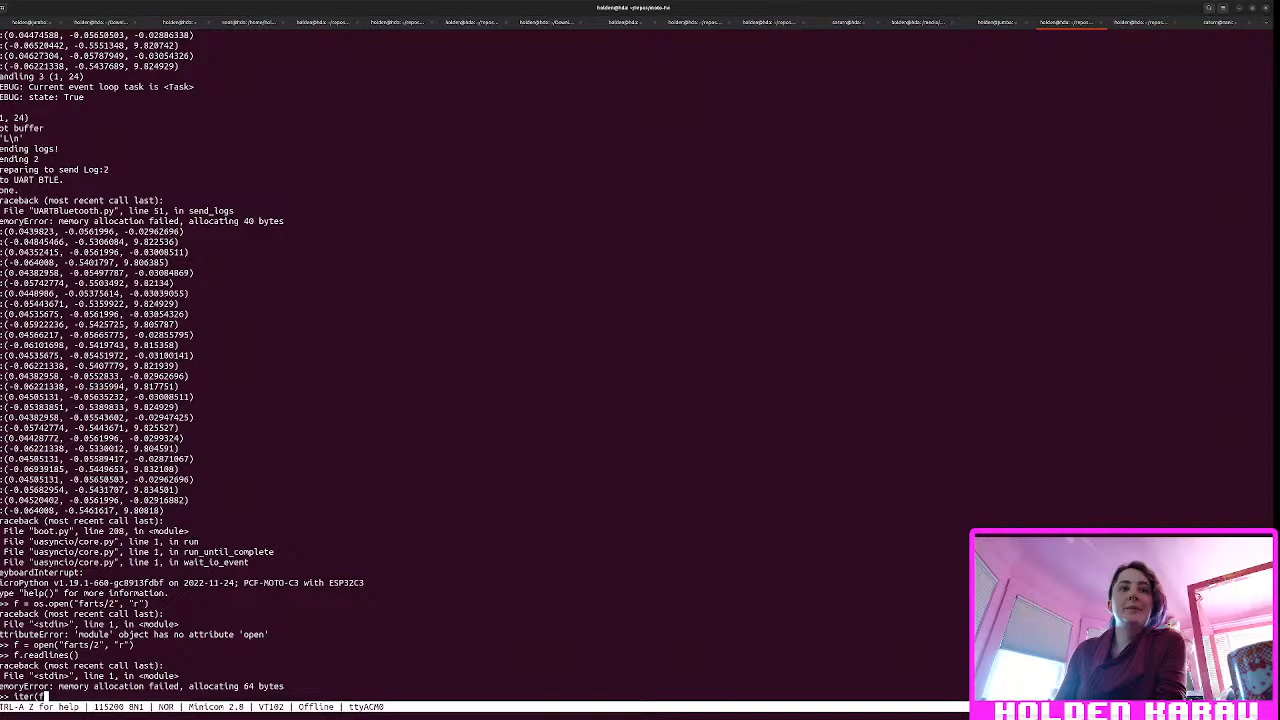 holden@hda: ~/repos/moto-fw
:(0.04474588, -0.05650503, -0.02886338)
:(-0.06520442, -0.5551348, 9.820742)
:(0.04627304, -0.05787949, -0.03054326)
:(-0.06221338, -0.5437689, 9.824929)
andling 3 (1, 24)
EBUG: Current event loop task is <Task>
EBUG: state: True
1, 24)
ot buffer
'L\n'
ending logs!
ending 2
reparing to send Log:2
to UART BTLE.
one.
raceback (most recent call last):
File "UARTBluetooth.py", line 51, in send_logs
emoryError: memory allocation failed, allocating 40 bytes
:(0.0439823, -0.0561996, -0.02962696)
:(-0.04845466, -0.5306084, 9.822536)
:(0.04352415, -0.0561996, -0.03008511)
:(-0.064008, -0.5401797, 9.806385)
:(0.04382958, -0.05497787, -0.03084869)
:(-0.05742774, -0.5503492, 9.82134)
:(0.0448986, -0.05375614, -0.03039055)
:(-0.05443671, -0.5359922, 9.824929)
:(0.04535675, -0.0561996, -0.03054326)
:(-0.05922236, -0.5425725, 9.805787)
:(0.04566217, -0.05665775, -0.02855795)
:(-0.06101698, -0.5419743, 9.815358)
:(0.04535675, -0.05451972, -0.03100141)
:(-0.06221338, -0.5407779, 9.821939)
:(0.04382958, -0.0552833, -0.02962696)
:(-0.06221338, -0.5335994, 9.817751)
:(0.04505131, -0.05635232, -0.03008511)
:(-0.05383851, -0.5389833, 9.824929)
:(0.04382958, -0.05543602, -0.02947425)
:(-0.05742774, -0.5443671, 9.825527)
:(0.04428772, -0.0561996, -0.0299324)
:(-0.06221338, -0.5330012, 9.804591)
:(0.04505131, -0.05589417, -0.02871067)
:(-0.06939185, -0.5449653, 9.832108)
:(0.04505131, -0.05650503, -0.02962696)
:(-0.05682954, -0.5431707, 9.834501)
:(0.04520402, -0.0561996, -0.02916882)
:(-0.064008, -0.5461617, 9.80818)
raceback (most recent call last):
File "boot.py", line 208, in <module>
File "uasyncio/core.py", line 1, in run
File "uasyncio/core.py", line 1, in run_until_complete
File "uasyncio/core.py", line 1, in wait_io_event
eyboardInterrupt:
icroPython v1.19.1-660-gc8913fdbf on 2022-11-24; PCF-MOTO-C3 with ESP32C3
ype "help()" for more information.
>> f = os.open("farts/2", "r")
raceback (most recent call last):
File "<stdin>", line 1, in <module>
ttributeError: 'module' object has no attribute 'open'
>> f = open("farts/2", "r")
>> f.readlines()
raceback (most recent call last):
File "<stdin>", line 1, in <module>
emoryError: memory allocation failed, allocating 64 bytes
>> iter(f
TRL-A Z for help | 115200 8N1 | NOR | Minicom 2.8 | VT102 | Offline | ttyACM0
HOLDEN KARAU